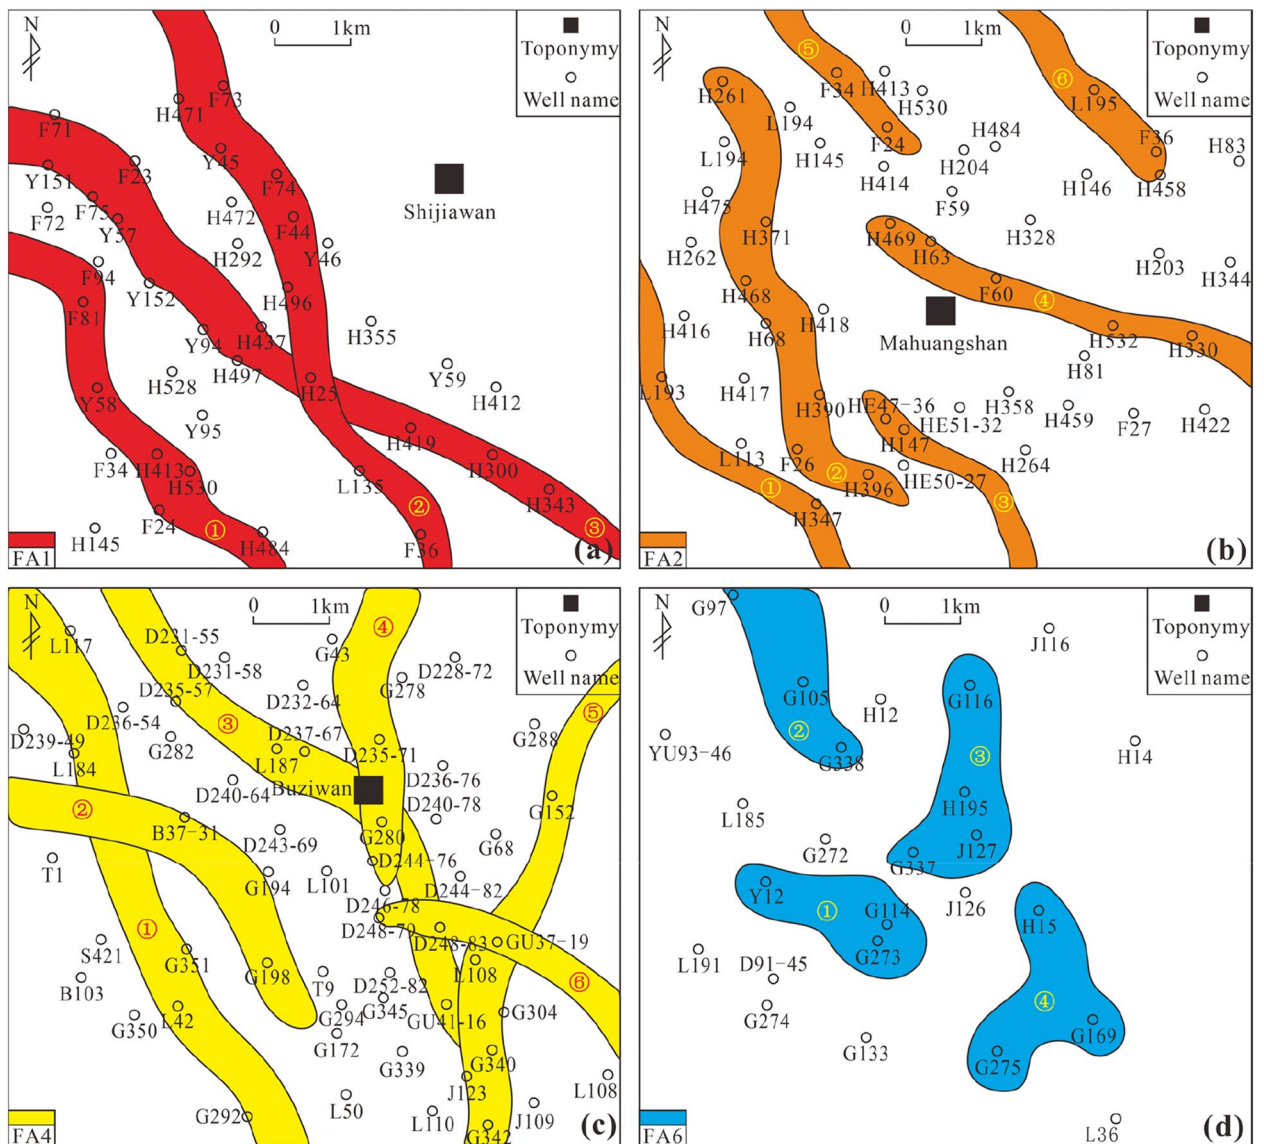 N
0 1km
Toponymy
Well name
F73
H471
F71
Y45
F23
Y151
F74
F75
F72
H472
Shijiawan
F44
Y57
Y46
H292
F94
Y152
H496
F81
H355
Y94
H437
H497
Y59
H528
H25
Y58
H412
Y95
H419
F34
H413
H300
H530
L135
H343
②
F24
①
③
H145
H484
F36
(a)
FA1
N
0 1km
Toponymy
Well name
⑤
⑥
F34
H413
H261
H530
L195
L194
F24
H484
F36
H83
L194
H145
H204
H414
H146
H458
H475
F59
H371
H469
H328
H63
H262
H203
H344
H468
F60
④
H416
H418
H68
Mahuangshan
H532
H330
H81
L193
H417
H390
HE47-36
H358
HE51-32
H459
F27
H422
H147
L113
F26
H264
②
HE50-27
①
H396
③
H347
(b)
FA2
N
0 1km
Toponymy
Well name
④
L117
D231-55
G43
D231-58
D228-72
D235-57
G278
D232-64
D236-54
③
⑤
D239-49
G282
D237-67
D235-71
G288
L184
L187
D236-76
Buziwan
D240-64
D240-78
②
G152
B37-31
G280
D243-69
G68
T1
D244-76
G194
L101
D244-82
D246-78
①
D248-79
D248-83
GU37-19
S421
G351
G198
L108
⑥
B103
T9
D252-82
G294
G345
GU41-16
G304
G350
L42
G172
G339
G340
J123
L108
G292
L50
L110
J109
G342
(c)
FA4
N
0 1km
Toponymy
Well name
G97
J116
G105
G116
H12
②
YU93-46
G338
③
H14
H195
L185
G272
J127
G337
Y12
J126
①
G114
H15
G273
L191
D91-45
④
G274
G169
G133
G275
L36
(d)
FA6